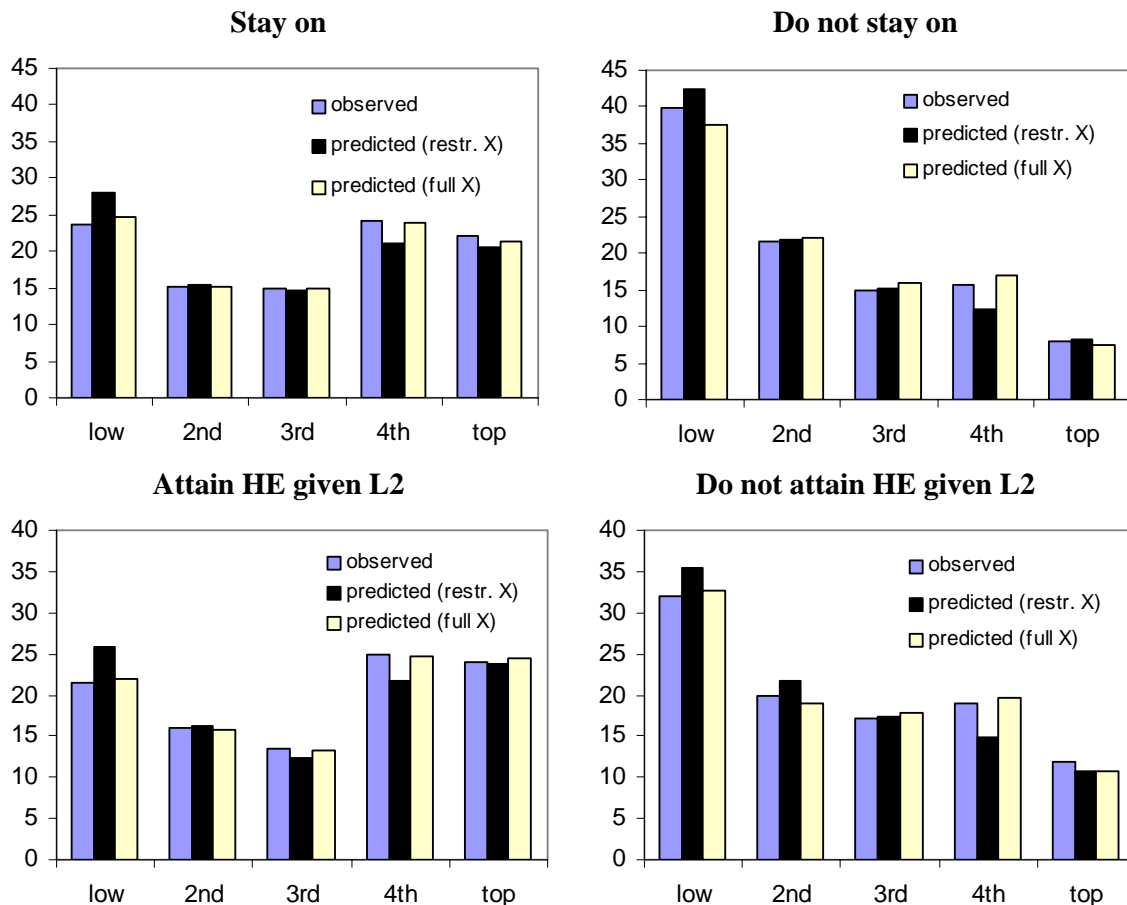 Stay on
45
40
35
30
25
20
15
10
5
0
observed
predicted (restr. X)
predicted (full X)
low 2nd 3rd 4th top
Do not stay on
45
40
35
30
25
20
15
10
5
0
observed
predicted (restr. X)
predicted (full X)
low 2nd 3rd 4th top
Attain HE given L2
40
35
30
25
20
15
10
5
0
observed
predicted (restr. X)
predicted (full X)
low 2nd 3rd 4th top
Do not attain HE given L2
40
35
30
25
20
15
10
5
0
observed
predicted (restr. X)
predicted (full X)
low 2nd 3rd 4th top